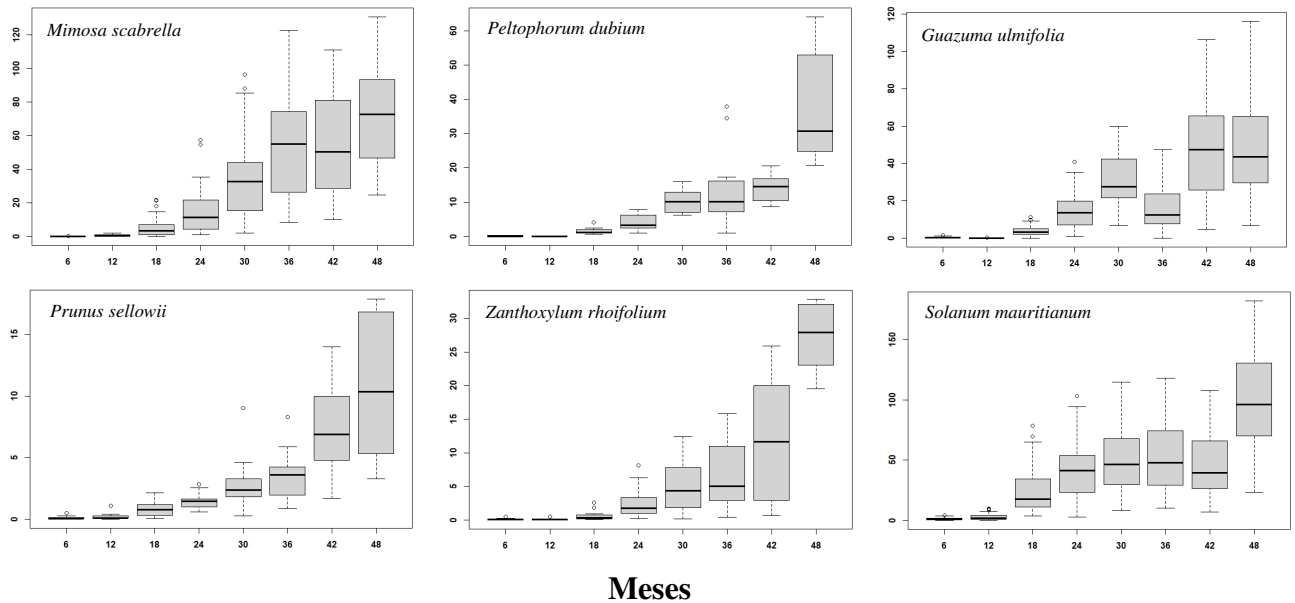 Mimosa scabrella
0 20 40 60 80 100 120
6 12 18 24 30 36 42 48
Peltophorum dubium
0 10 20 30 40 50 60
6 12 18 24 30 36 42 48
Guazuma ulmifolia
0 20 40 60 80 100 120
6 12 18 24 30 36 42 48
Prunus sellowii
0 5 10 15
6 12 18 24 30 36 42 48
Zanthoxylum rhoifolium
0 5 10 15 20 25 30
6 12 18 24 30 36 42 48
Solanum mauritianum
0 50 100 150
6 12 18 24 30 36 42 48
Meses